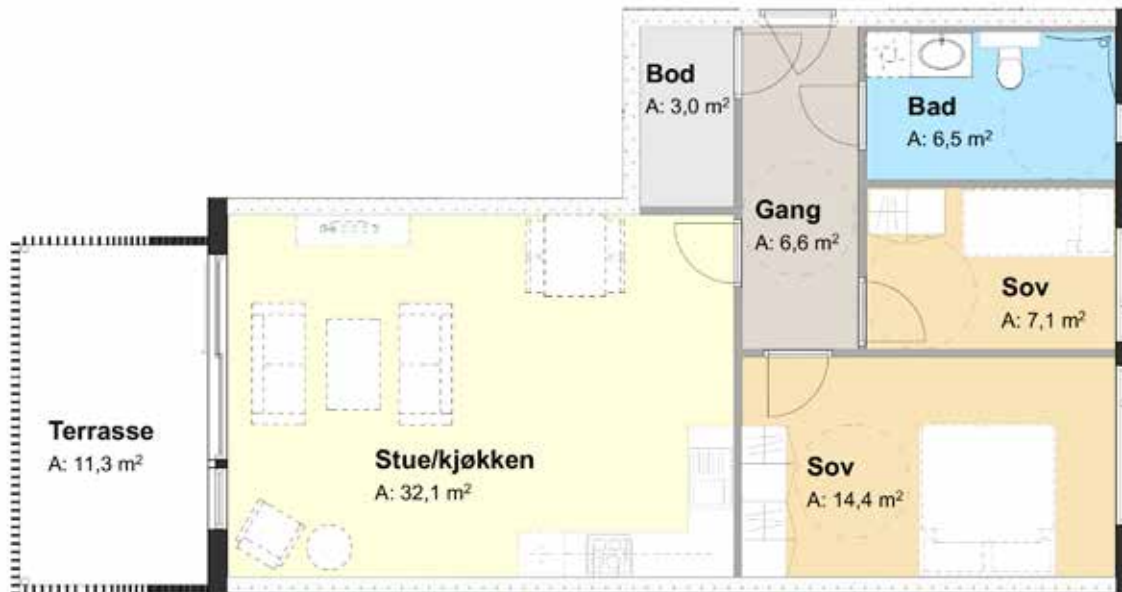 Bod
A: 3,0 m²
Bad
A: 6,5 m²
Gang
A: 6,6 m²
Sov
A: 7,1 m²
Terrasse
A: 11,3 m²
Stue/kjøkken
A: 32,1 m²
Sov
A: 14,4 m²